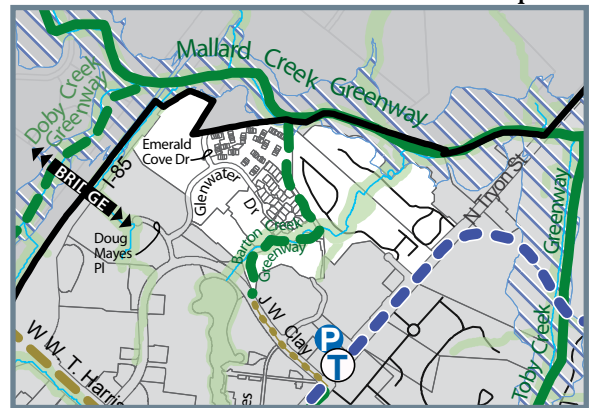 Mallard Creek Greenway
Doby Creek
Greenway
Emerald
Cove Dr
I-85
BRIDGE
Glenwater
Dr
N Tryon St
Doug
Mayes
Pl
Barton Creek
Greenway
Greenway
Toby Creek
J.W. Clay
P
T
W W.T. Harris
es